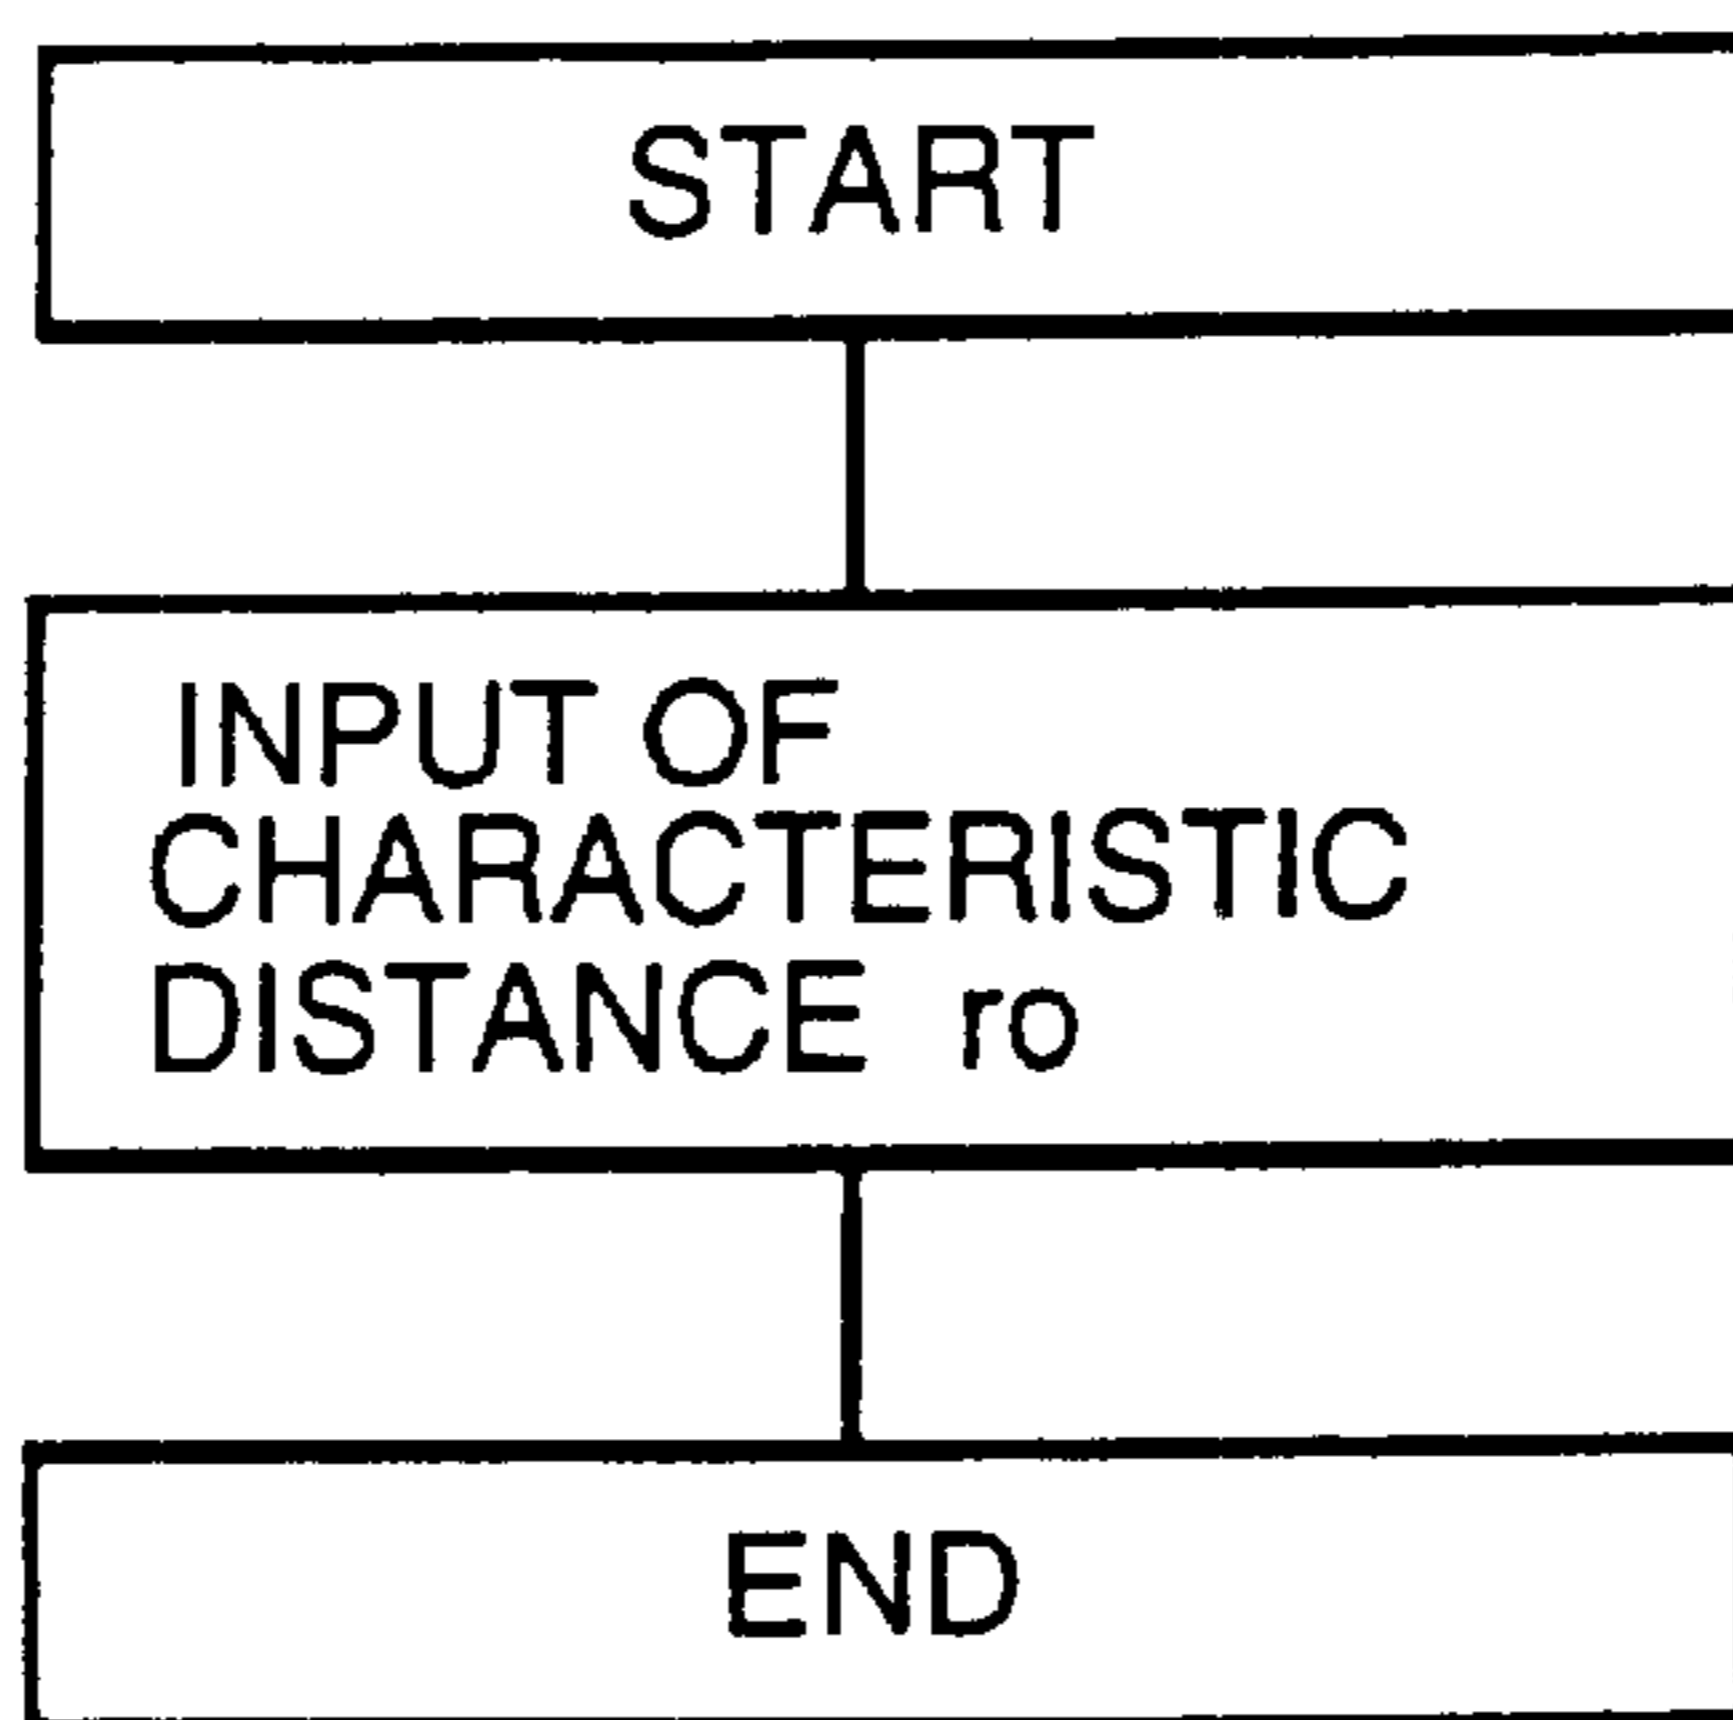 START
INPUT OF
CHARACTERISTIC
DISTANCE ro
END